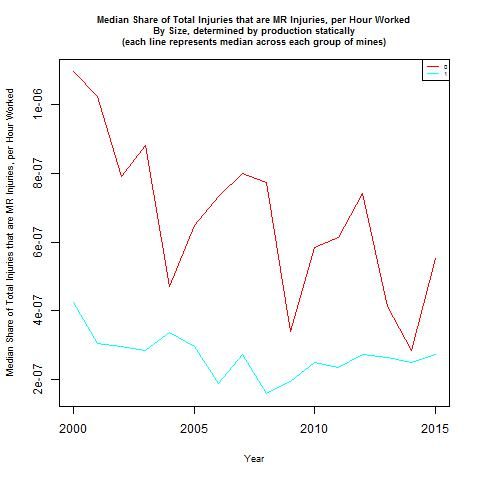 Median Share of Total Injuries that are MR Injuries, per Hour Worked
By Size, determined by production statically
(each line represents median across each group of mines)
0
1
Median Share of Total Injuries that are MR Injuries, per Hour Worked
1e-06
8e-07
6e-07
4e-07
2e-07
2000
2005
2010
2015
Year